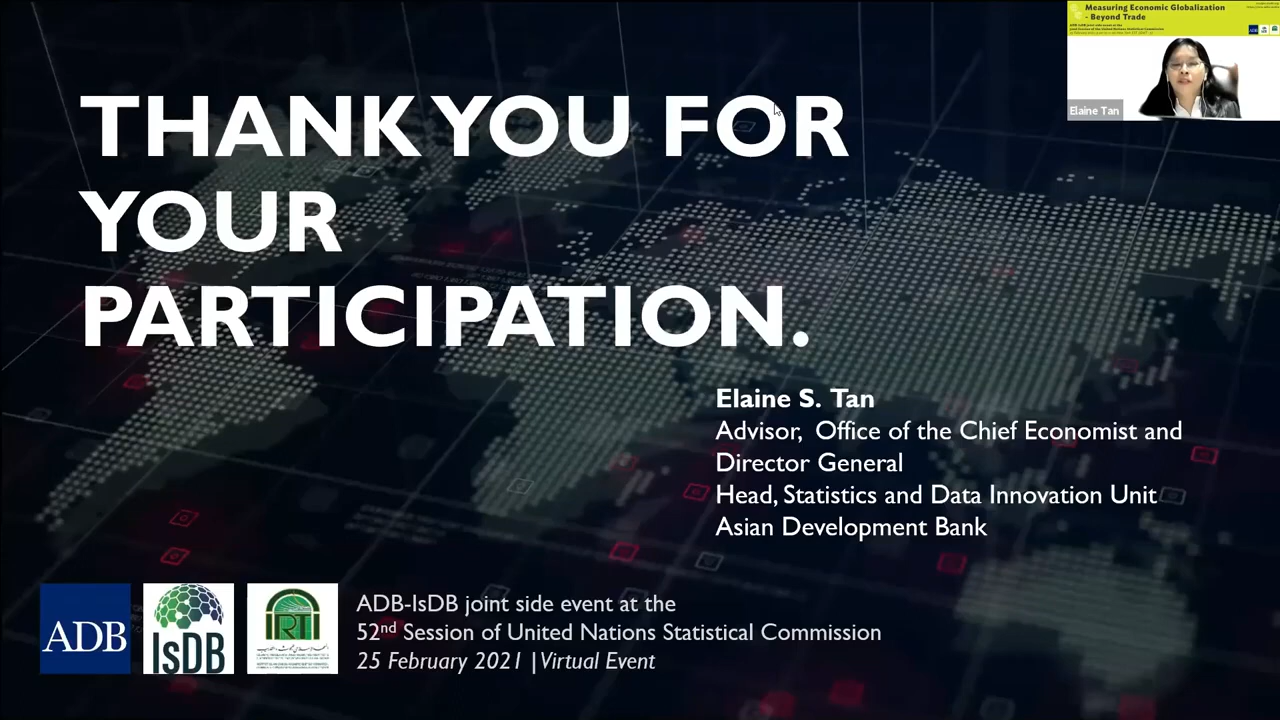 THANK YOU FOR
YOUR
PARTICIPATION.
Elaine S. Tan
Advisor, Office of the Chief Economist and
Director General
Head, Statistics and Data Innovation Unit
Asian Development Bank
ADB
IsDB
IRTI
ADB-IsDB joint side event at the
52nd Session of United Nations Statistical Commission
25 February 2021 | Virtual Event
Measuring Economic Globalization
- Beyond Trade
ADB
Elaine Tan